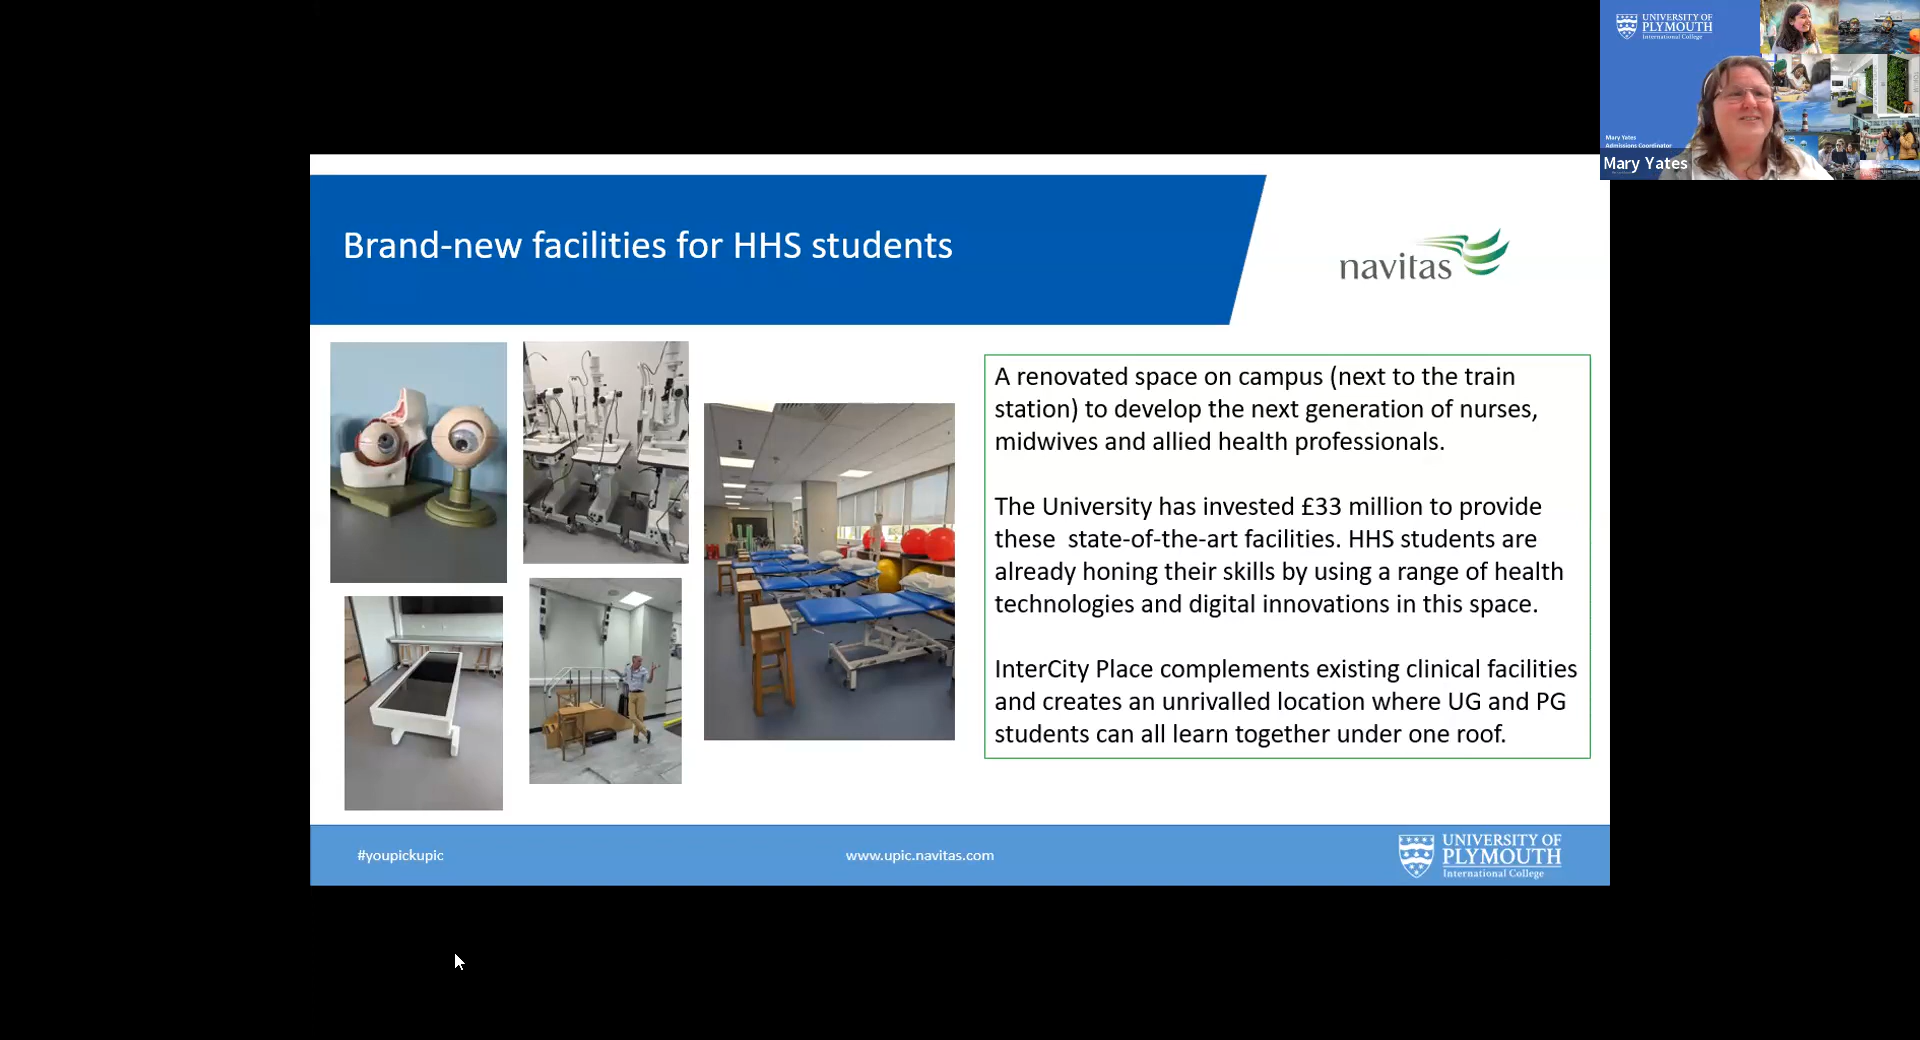 UNIVERSITY OF
PLYMOUTH
International College
Mary Yates
Admissions Coordinator
Mary Yates
Brand-new facilities for HHS students
navitas
A renovated space on campus (next to the train
station) to develop the next generation of nurses,
midwives and allied health professionals.
The University has invested £33 million to provide
these  state-of-the-art facilities. HHS students are
already honing their skills by using a range of health
technologies and digital innovations in this space.
InterCity Place complements existing clinical facilities
and creates an unrivalled location where UG and PG
students can all learn together under one roof.
#youpickupic
www.upic.navitas.com
UNIVERSITY OF
PLYMOUTH
International College